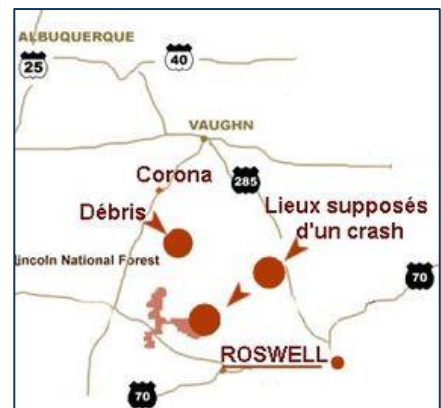 ALBUQUERQUE
25
40
VAUGHN
Corona
285
Débris
Lieux supposés
d'un crash
incoln National Forest
70
ROSWELL
70